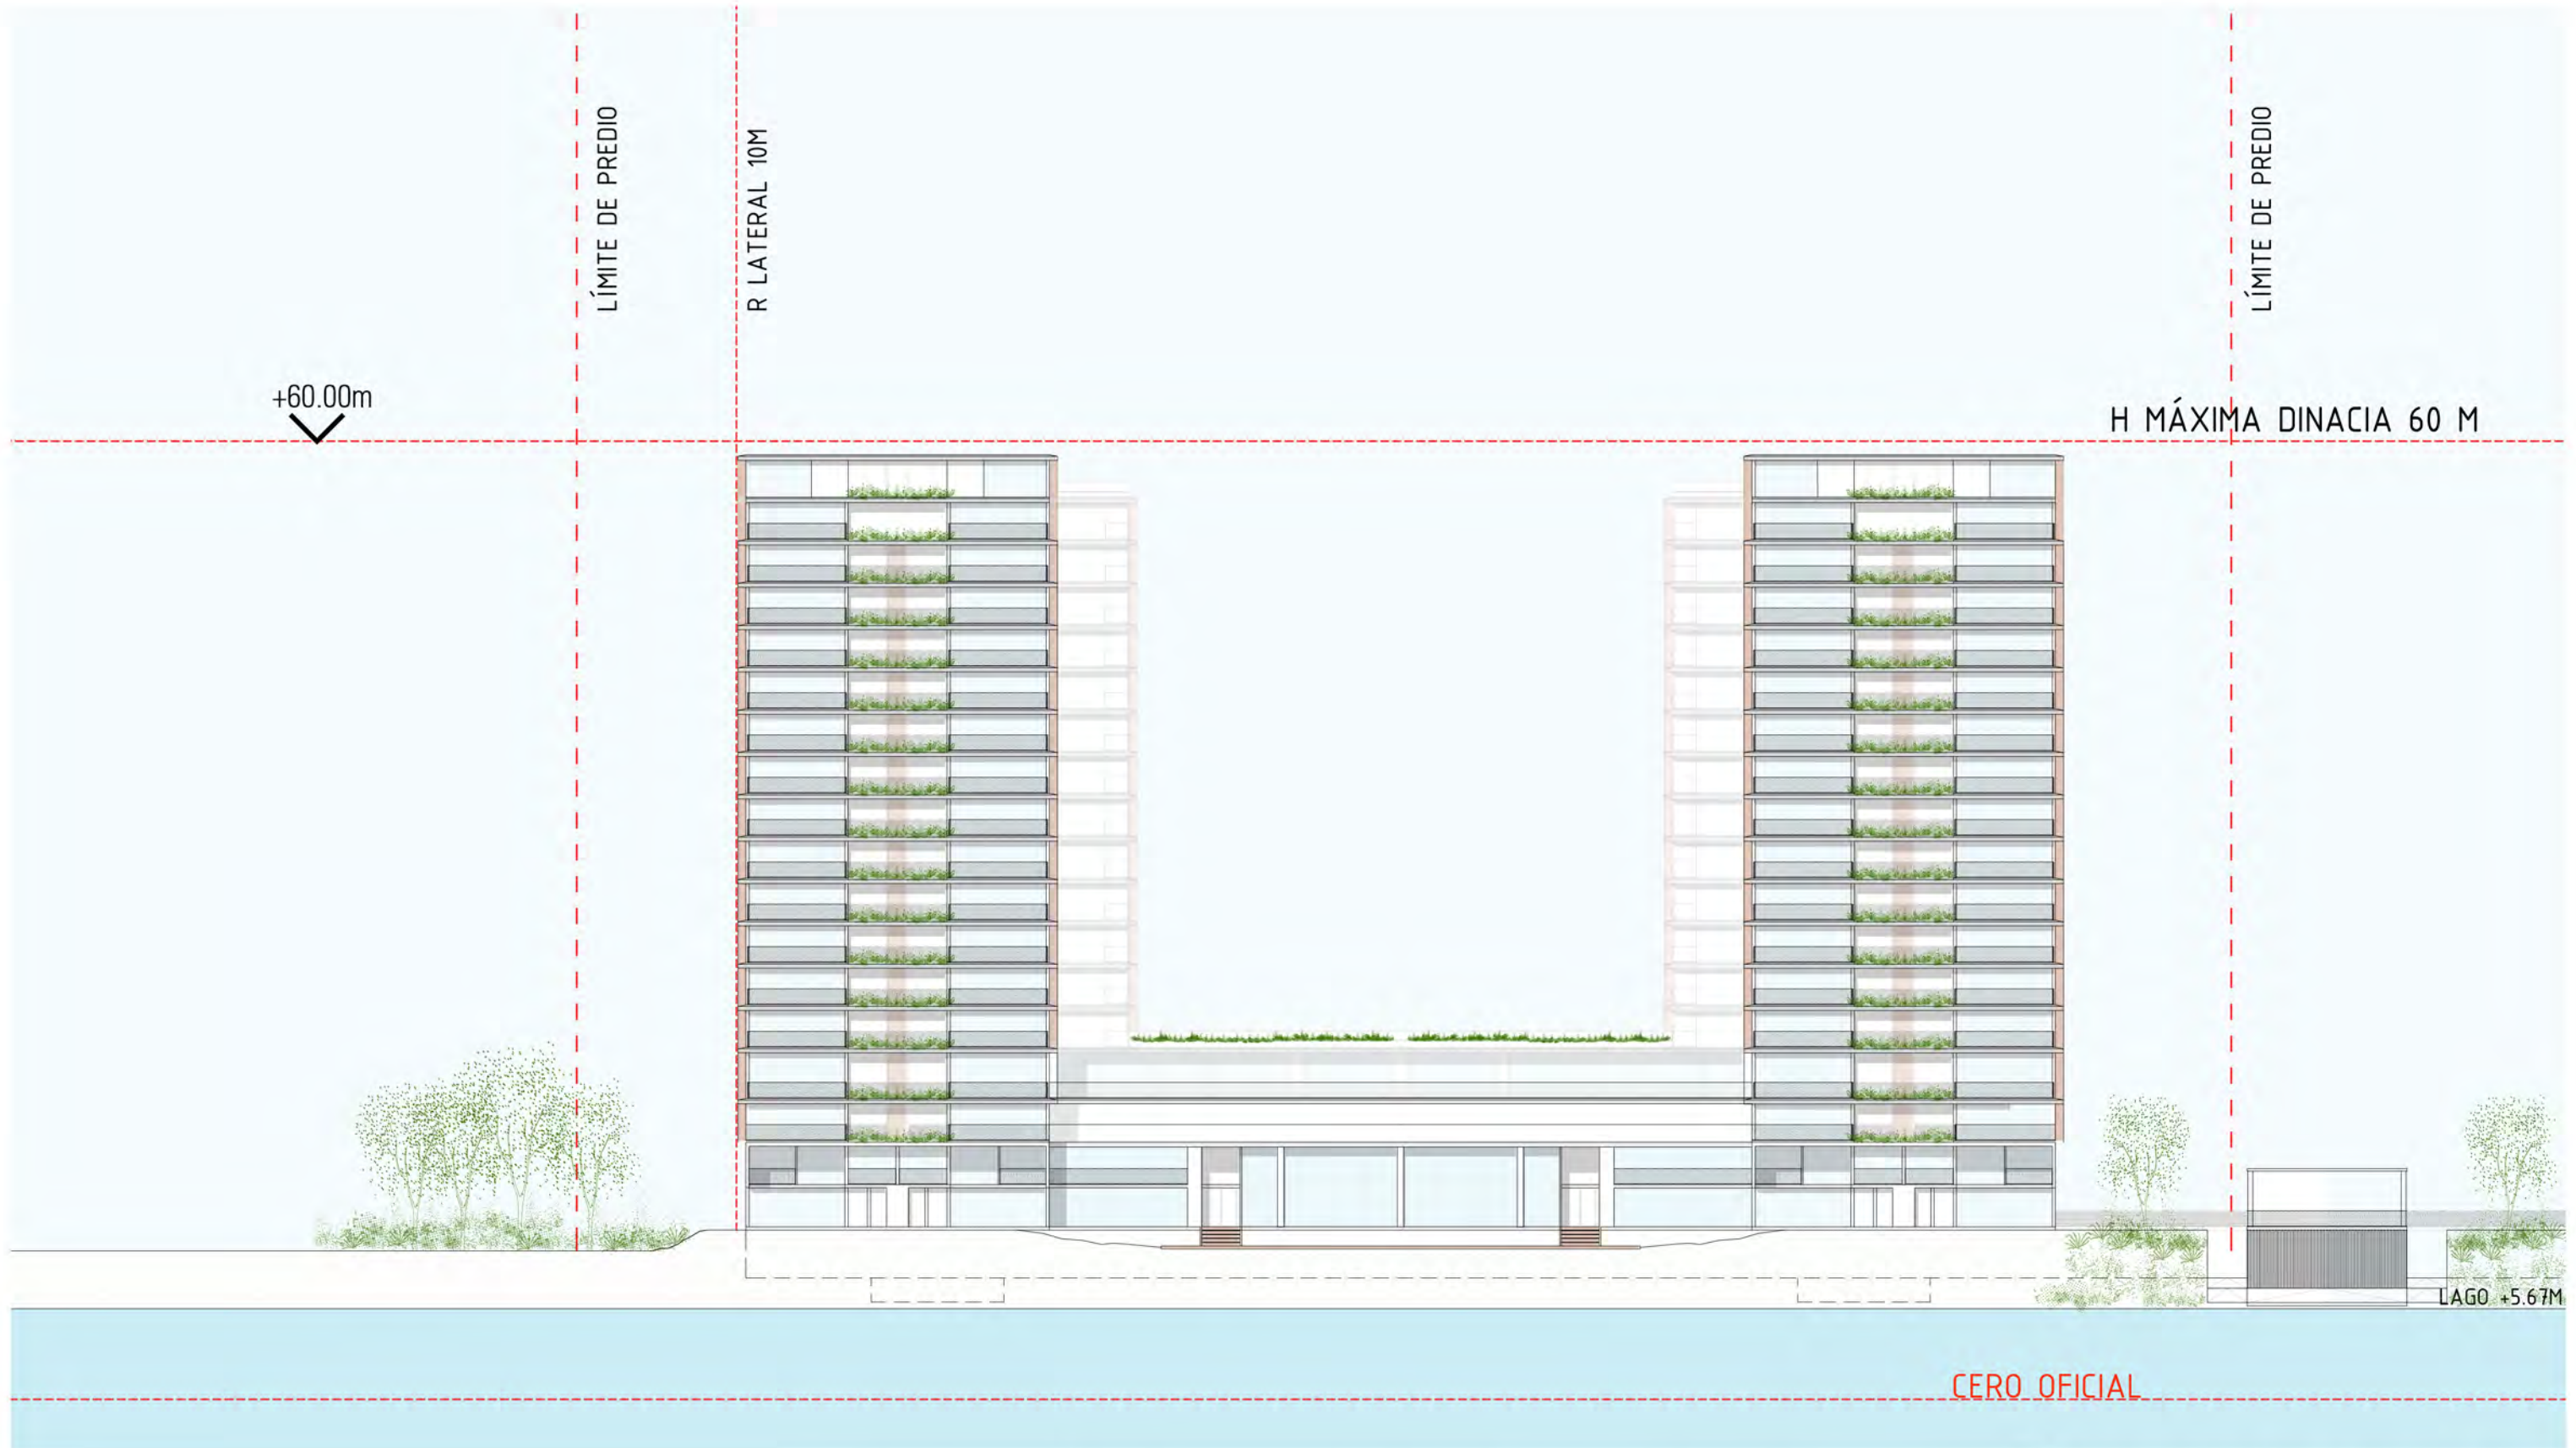 LÍMITE DE PREDIO
R LATERAL 10M
LÍMITE DE PREDIO
+60.00m
H MÁXIMA DINACIA 60 M
LAGO +5.67M
CERO OFICIAL